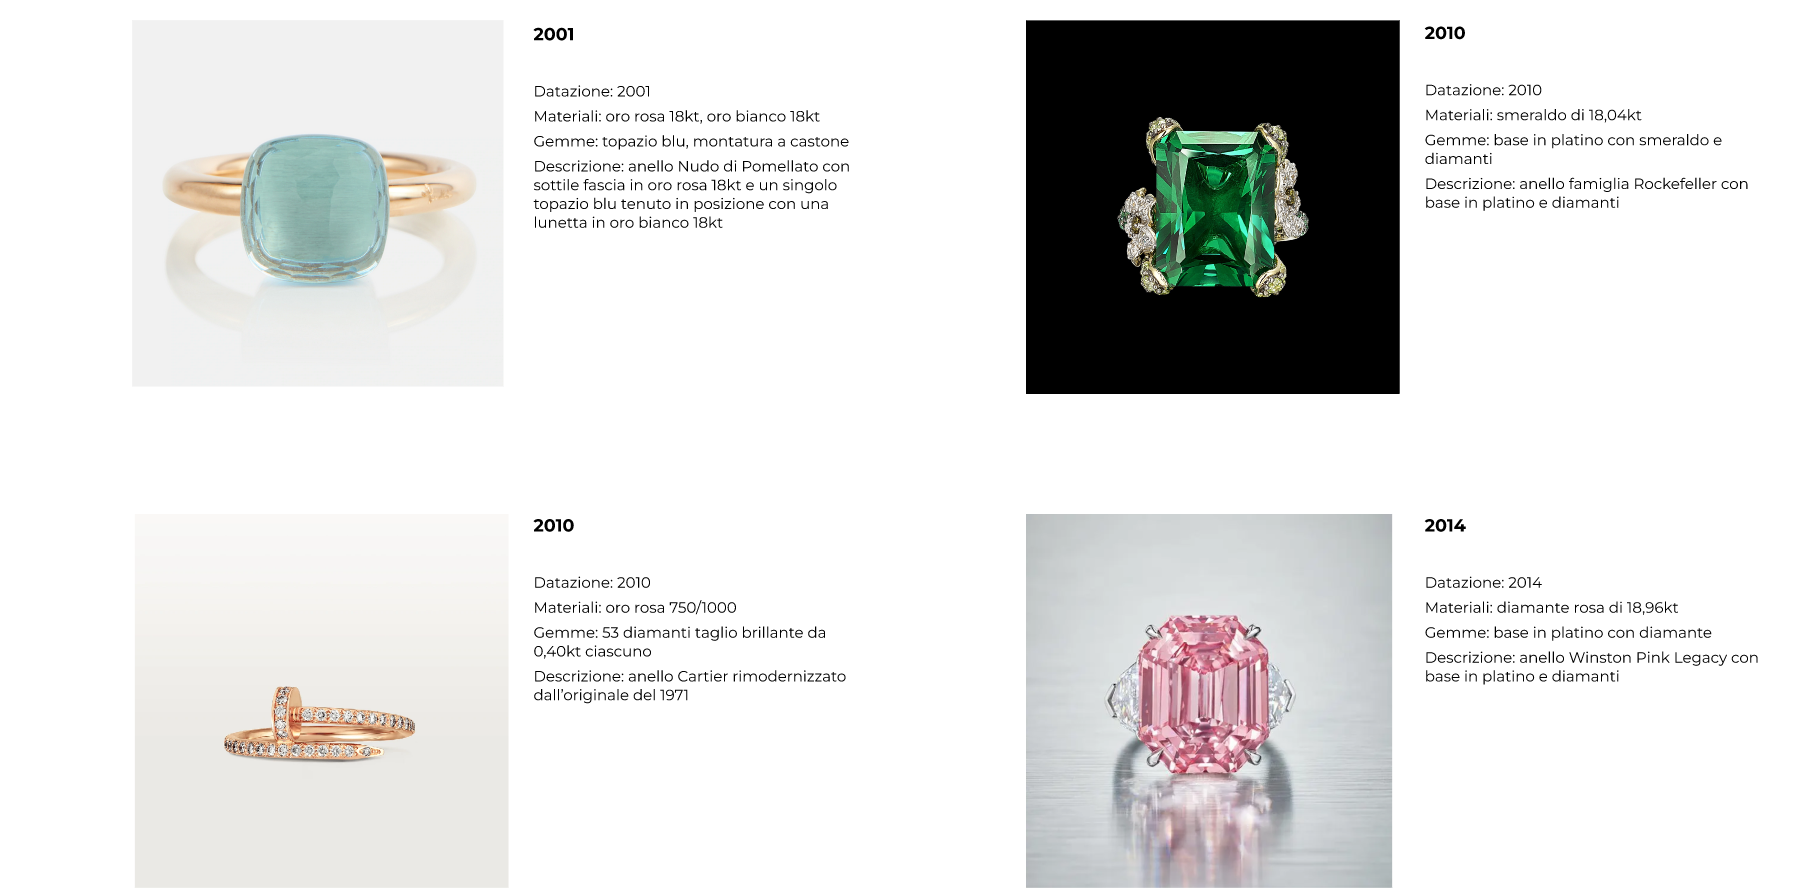 2001
Datazione: 2001
Materiali: oro rosa 18kt, oro bianco 18kt
Gemme: topazio blu, montatura a castone
Descrizione: anello Nudo di Pomellato con
sottile fascia in oro rosa 18kt e un singolo
topazio blu tenuto in posizione con una
lunetta in oro bianco 18kt
2010
Datazione: 2010
Materiali: smeraldo di 18,04kt
Gemme: base in platino con smeraldo e
diamanti
Descrizione: anello famiglia Rockefeller con
base in platino e diamanti
2010
Datazione: 2010
Materiali: oro rosa 750/1000
Gemme: 53 diamanti taglio brillante da
0,40kt ciascuno
Descrizione: anello Cartier rimodernizzato
dall'originale del 1971
2014
Datazione: 2014
Materiali: diamante rosa di 18,96kt
Gemme: base in platino con diamante
Descrizione: anello Winston Pink Legacy con
base in platino e diamanti